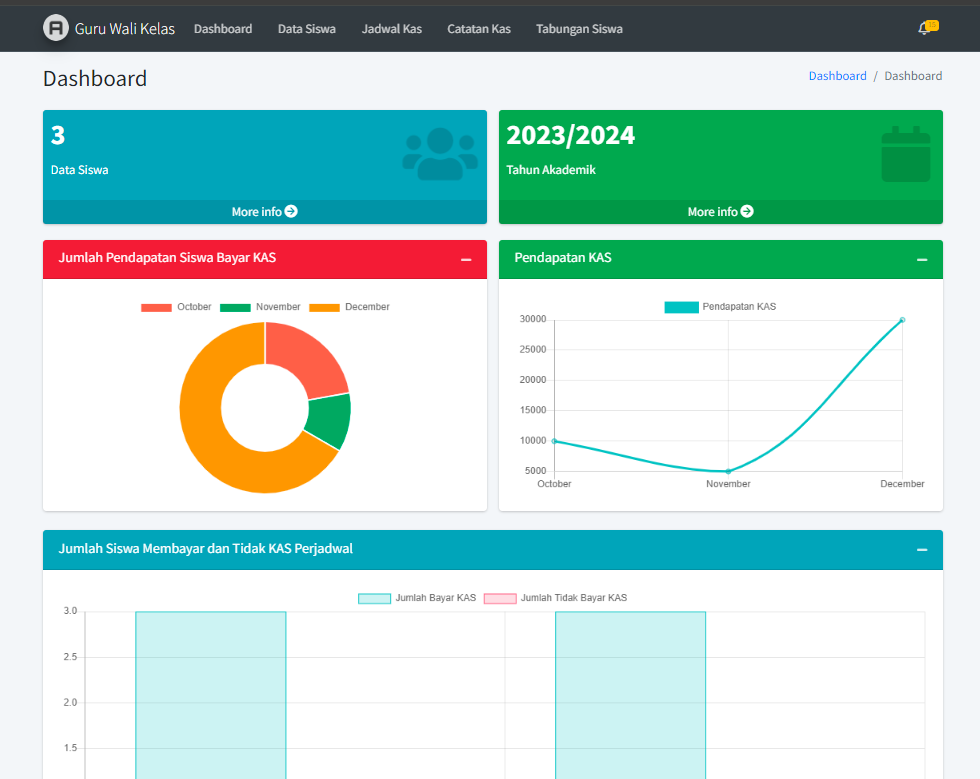 Guru Wali Kelas Dashboard Data Siswa Jadwal Kas Catatan Kas Tabungan Siswa 15
Dashboard
Dashboard / Dashboard
3
Data Siswa
More info
2023/2024
Tahun Akademik
More info
Jumlah Pendapatan Siswa Bayar KAS
October November December
Pendapatan KAS
Pendapatan KAS
30000
25000
20000
15000
10000
5000
October November December
Jumlah Siswa Membayar dan Tidak KAS Perjadwal
Jumlah Bayar KAS Jumlah Tidak Bayar KAS
3.0
2.5
2.0
1.5